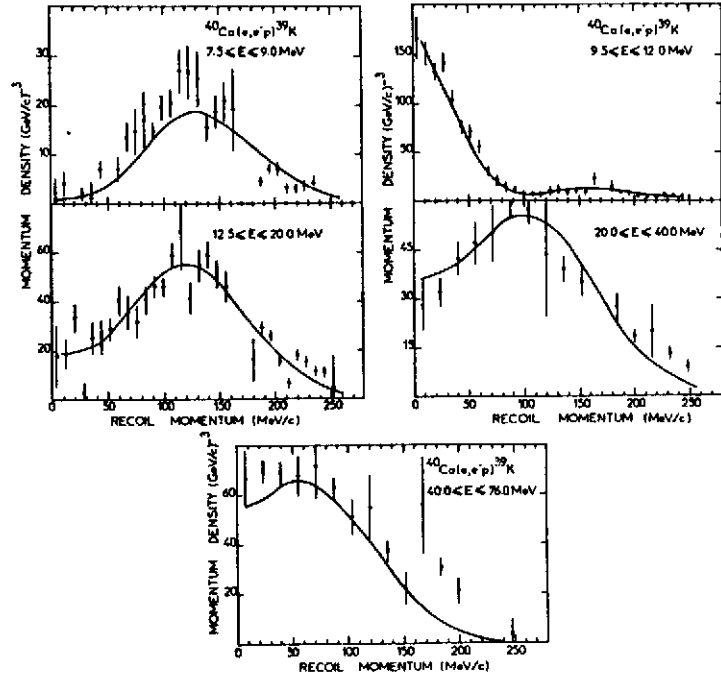 ⁴⁰Ca(e,e'p)³⁹K
7.5 ≤ E ≤ 9.0 MeV
30
20
10
DENSITY (GeV/c)⁻³
⁴⁰Ca(e,e'p)³⁹K
9.5 ≤ E ≤ 12.0 MeV
150
100
50
DENSITY (GeV/c)⁻³
12.5 ≤ E ≤ 20.0 MeV
60
40
20
MOMENTUM
0 50 100 150 200 250
RECOIL MOMENTUM (MeV/c)
20.0 ≤ E ≤ 40.0 MeV
45
30
15
MOMENTUM
0 50 100 150 200 250
RECOIL MOMENTUM (MeV/c)
⁴⁰Ca(e,e'p)³⁹K
40.0 ≤ E ≤ 76.0 MeV
60
40
20
MOMENTUM DENSITY (GeV/c)⁻³
0 50 100 150 200 250
RECOIL MOMENTUM (MeV/c)